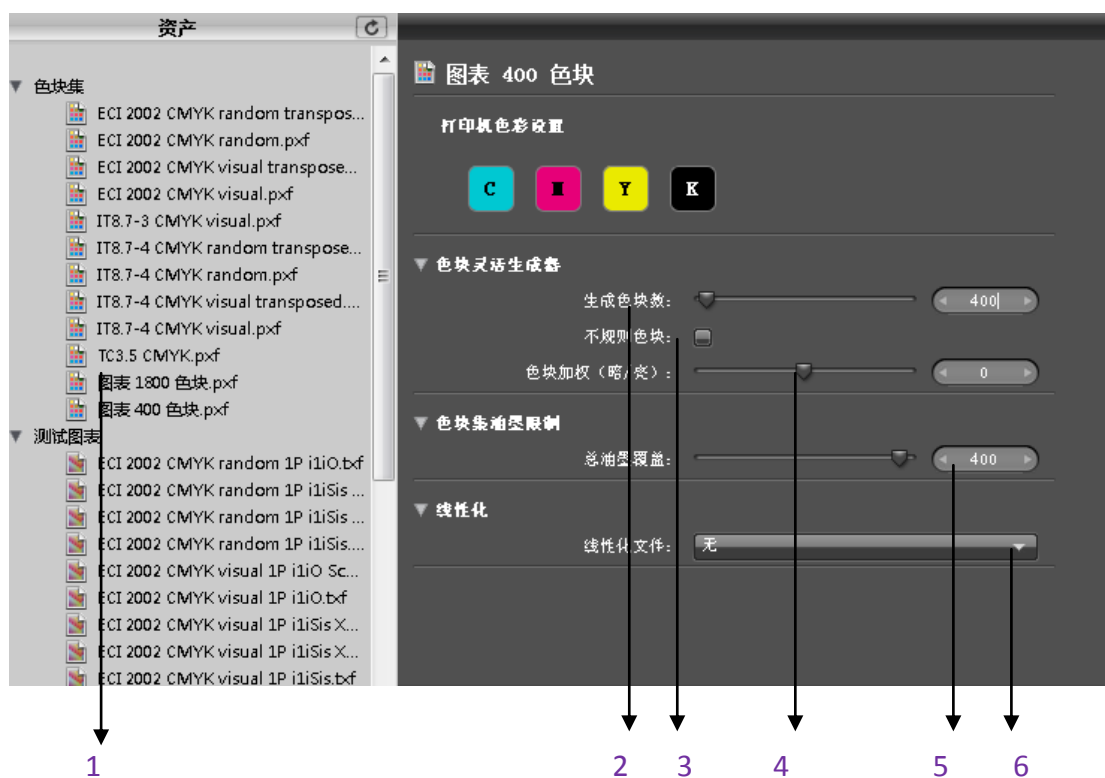 资产
色块集
ECI 2002 CMYK random transpos...
ECI 2002 CMYK random.pxf
ECI 2002 CMYK visual transpose...
ECI 2002 CMYK visual.pxf
IT8.7-3 CMYK visual.pxf
IT8.7-4 CMYK random transpose...
IT8.7-4 CMYK random.pxf
IT8.7-4 CMYK visual transposed....
IT8.7-4 CMYK visual.pxf
TC3.5 CMYK.pxf
图表 1800 色块.pxf
图表 400 色块.pxf
测试图表
ECI 2002 CMYK random 1P i1iO.txf
ECI 2002 CMYK random 1P i1iSis ...
ECI 2002 CMYK random 1P i1iSis ...
ECI 2002 CMYK random 1P i1iSis....
ECI 2002 CMYK visual 1P i1iO Sc...
ECI 2002 CMYK visual 1P i1iO.txf
ECI 2002 CMYK visual 1P i1iSis X...
ECI 2002 CMYK visual 1P i1iSis X...
ECI 2002 CMYK visual 1P i1iSis.txf
图表 400 色块
打印机色彩设置
C M Y K
色块灵活生成器
生成色块数: 400
不规则色块:
色块加权（暗/亮）: 0
色块集油墨限制
总油墨覆盖: 400
线性化
线性化文件: 无
1 2 3 4 5 6